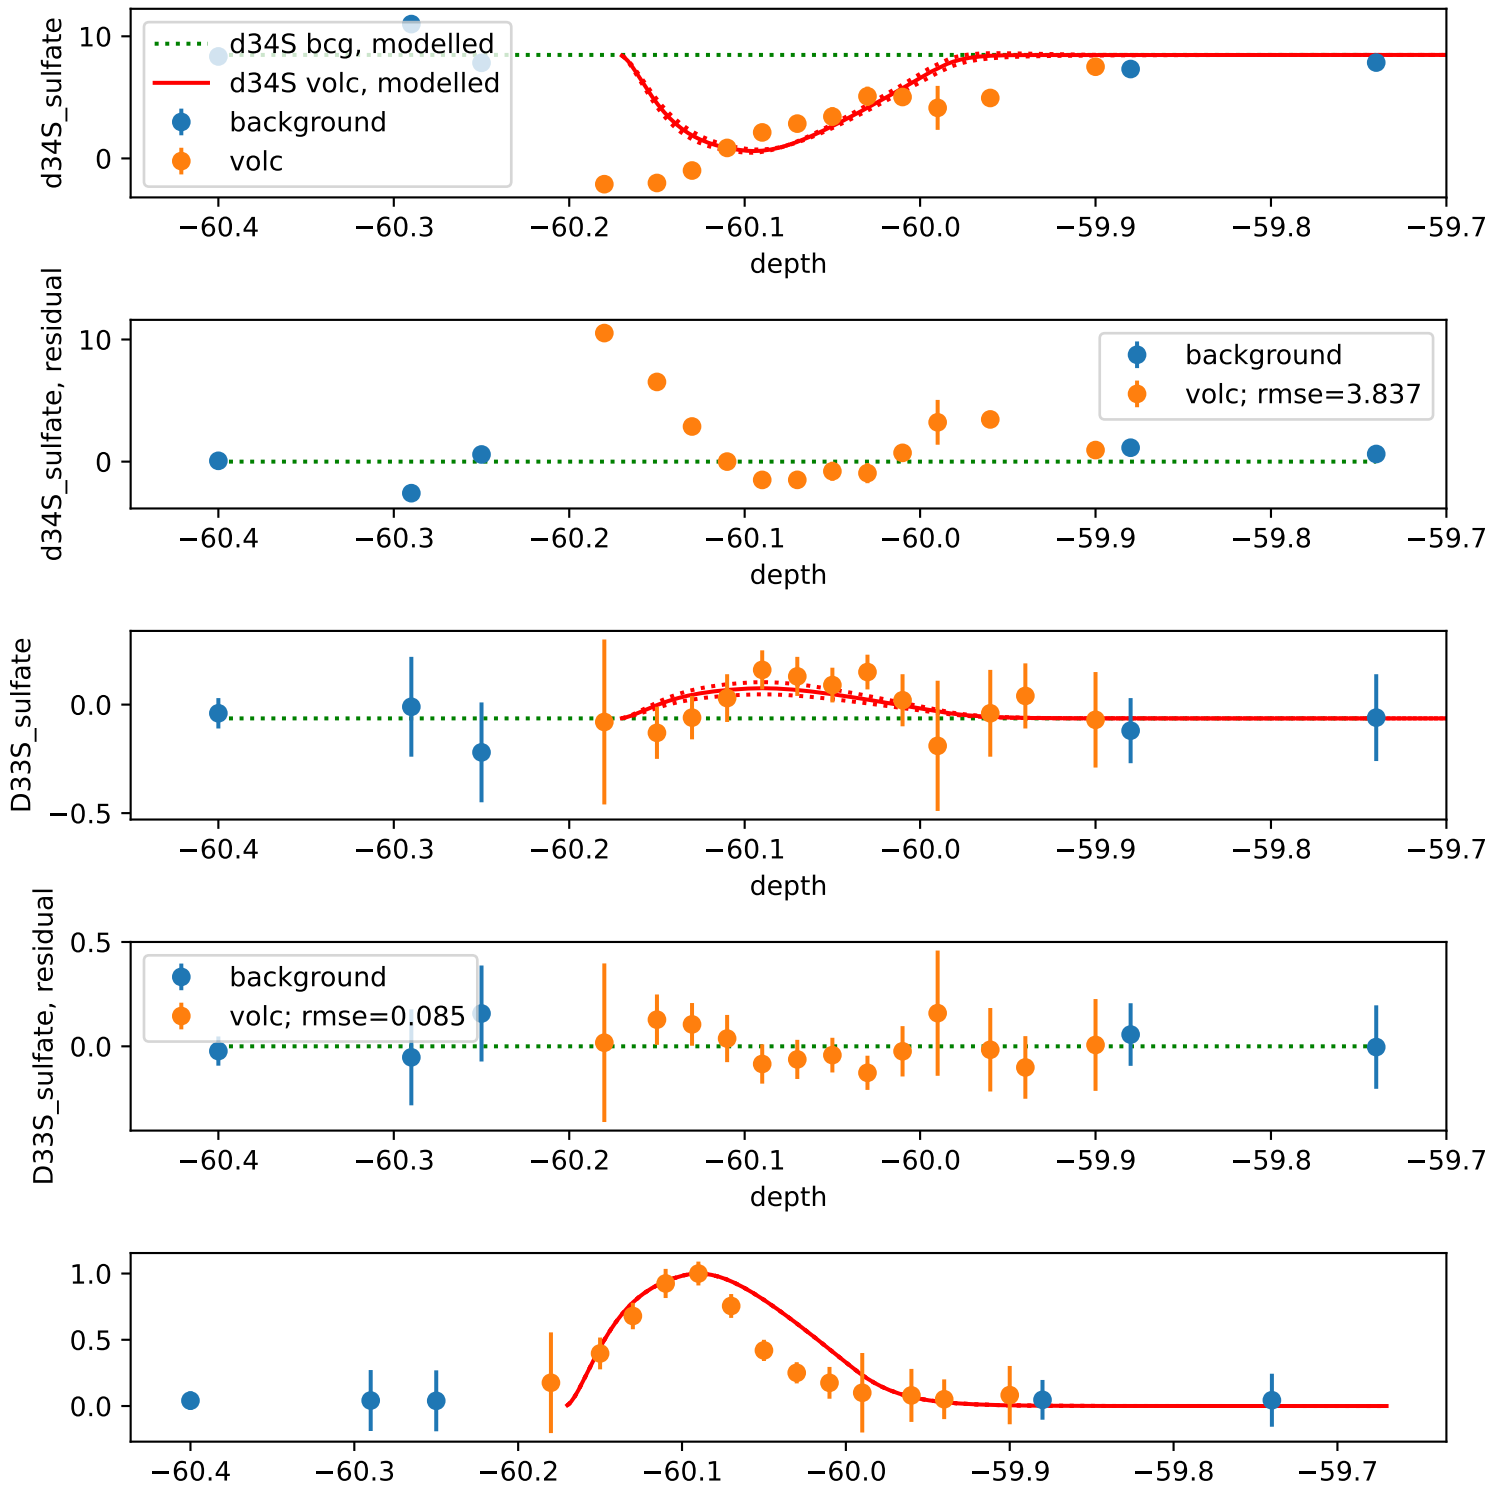 d34S_sulfate
10
0
d34S bcg, modelled
d34S volc, modelled
background
volc
−60.4 −60.3 −60.2 −60.1 −60.0 −59.9 −59.8 −59.7
depth
d34S_sulfate, residual
10
0
background
volc; rmse=3.837
−60.4 −60.3 −60.2 −60.1 −60.0 −59.9 −59.8 −59.7
depth
D33S_sulfate
0.0
−0.5
−60.4 −60.3 −60.2 −60.1 −60.0 −59.9 −59.8 −59.7
depth
D33S_sulfate, residual
0.5
0.0
background
volc; rmse=0.085
−60.4 −60.3 −60.2 −60.1 −60.0 −59.9 −59.8 −59.7
depth
1.0
0.5
0.0
−60.4 −60.3 −60.2 −60.1 −60.0 −59.9 −59.8 −59.7